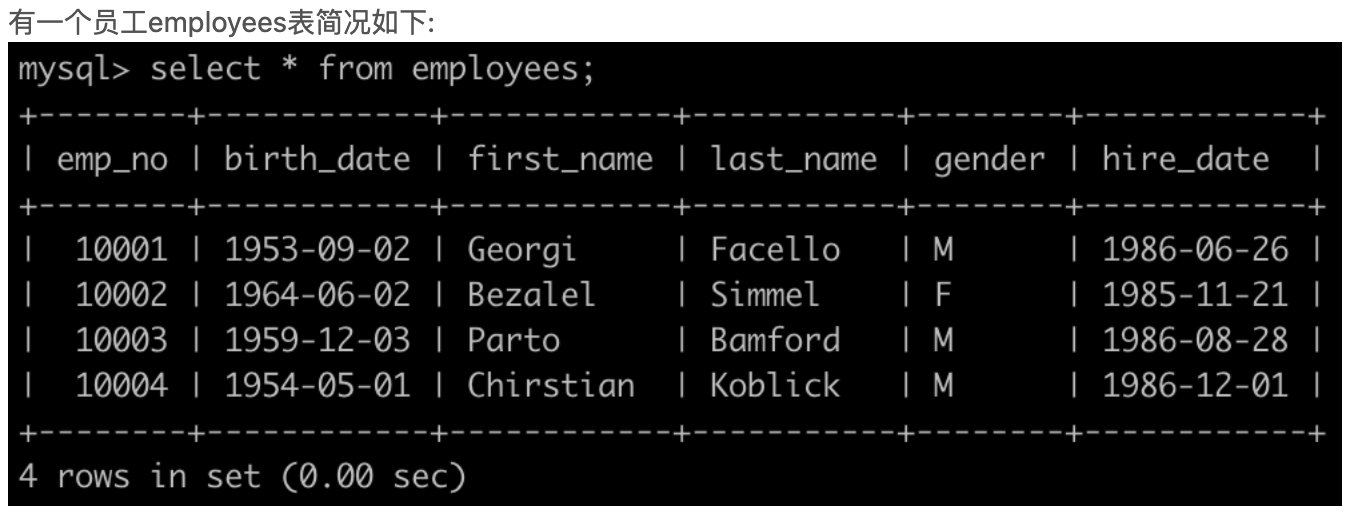 有一个员工employees表简况如下:
mysql> select * from employees;
+--------+------------+------------+-----------+--------+------------+
| emp_no | birth_date | first_name | last_name | gender | hire_date  |
+--------+------------+------------+-----------+--------+------------+
|  10001 | 1953-09-02 | Georgi     | Facello   | M      | 1986-06-26 |
|  10002 | 1964-06-02 | Bezalel    | Simmel    | F      | 1985-11-21 |
|  10003 | 1959-12-03 | Parto      | Bamford   | M      | 1986-08-28 |
|  10004 | 1954-05-01 | Chirstian  | Koblick   | M      | 1986-12-01 |
+--------+------------+------------+-----------+--------+------------+
4 rows in set (0.00 sec)